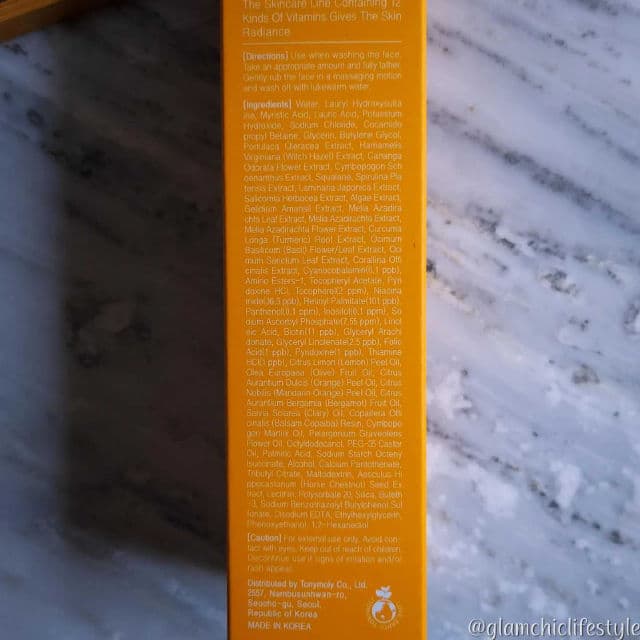 The Skincare Line Containing 12
Kinds Of Vitamins Gives The Skin
Radiance
[Directions] Use when washing the face.
Take an appropriate amount and fully lather.
Gently rub the face in a massaging motion
and wash off with lukewarm water.
[Ingredients] Water, Lauryl Hydroxysulta
ine, Myristic Acid, Lauric Acid, Potassium
Hydroxide, Sodium Chloride, Cocamido
propyl Betaine, Glycerin, Butylene Glycol,
Portulaca Oleracea Extract, Hamamelis
Virginiana (Witch Hazel) Extract, Cananga
Odorata Flower Extract, Cymbopogon Sch
oenanthus Extract, Squalane, Spirulina Pla
tensis Extract, Laminaria Japonica Extract,
Salicornia Herbacea Extract, Algae Extract,
Gelidium Amansii Extract, Melia Azadira
chta Leaf Extract, Melia Azadirachta Extract,
Melia Azadirachta Flower Extract, Curcuma
Longa (Turmeric) Root Extract, Ocimum
Basilicum (Basil) Flower/Leaf Extract, Oci
mum Sanctum Leaf Extract, Corallina Offi
cinalis Extract, Cyanocobalamin(0.1 ppb),
Amino Esters-1, Tocopheryl Acetate, Pyri
doxine HCl, Tocopherol(2 ppm), Niacina
mide(36.3 ppb), Retinyl Palmitate(101 ppb),
Panthenol(0.1 ppm), Inositol(0.1 ppm), So
dium Ascorbyl Phosphate(7.55 ppm), Linol
eic Acid, Biotin(11 ppb), Glyceryl Arachi
donate, Glyceryl Linolenate(2.5 ppb), Folic
Acid(1 ppb), Pyridoxine(1 ppb), Thiamine
HCl(1 ppb), Citrus Limon (Lemon) Peel Oil,
Olea Europaea (Olive) Fruit Oil, Citrus
Aurantium Dulcis (Orange) Peel Oil, Citrus
Nobilis (Mandarin Orange) Peel Oil, Citrus
Aurantium Bergamia (Bergamot) Fruit Oil,
Salvia Sclarea (Clary) Oil, Copaifera Offi
cinalis (Balsam Copaiba) Resin, Cymbopo
gon Martini Oil, Pelargonium Graveolens
Flower Oil, Octyldodecanol, PEG-35 Castor
Oil, Palmitic Acid, Sodium Starch Octeny
lsuccinate, Alcohol, Calcium Pantothenate,
Tributyl Citrate, Maltodextrin, Aesculus Hi
ppocastanum (Horse Chestnut) Seed Ex
tract, Lecithin, Polysorbate 20, Silica, Buteth
-3, Sodium Benzotriazolyl Butylphenol Sul
fonate, Disodium EDTA, Ethylhexylglycerin,
Phenoxyethanol, 1,2-Hexanediol
[Caution] For external use only. Avoid con
tact with eyes. Keep out of reach of children.
Discontinue use if signs of irritation and/or
rash appear.
Distributed by Tonymoly Co., Ltd.
2557, Nambusunhwan-ro,
Seocho-gu, Seoul,
Republic of Korea
MADE IN KOREA
@glamchiclifestyle